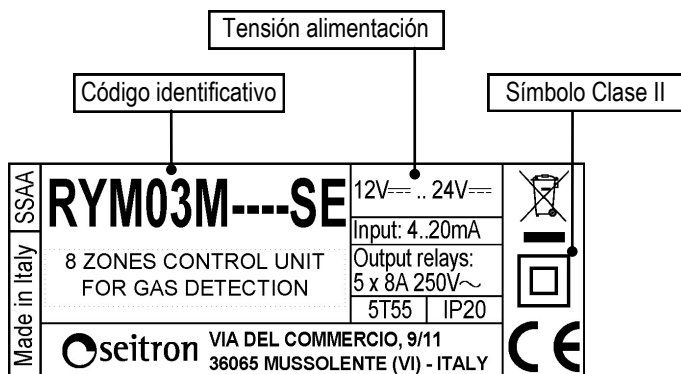 Tensión alimentación
Código identificativo
Símbolo Clase II
SSAA
Made in Italy
RYM03M----SE
8 ZONES CONTROL UNIT
FOR GAS DETECTION
12V⎓ .. 24V⎓
Input: 4..20mA
Output relays:
5 x 8A 250V~
5T55 IP20
seitron
VIA DEL COMMERCIO, 9/11
36065 MUSSOLENTE (VI) - ITALY
CE